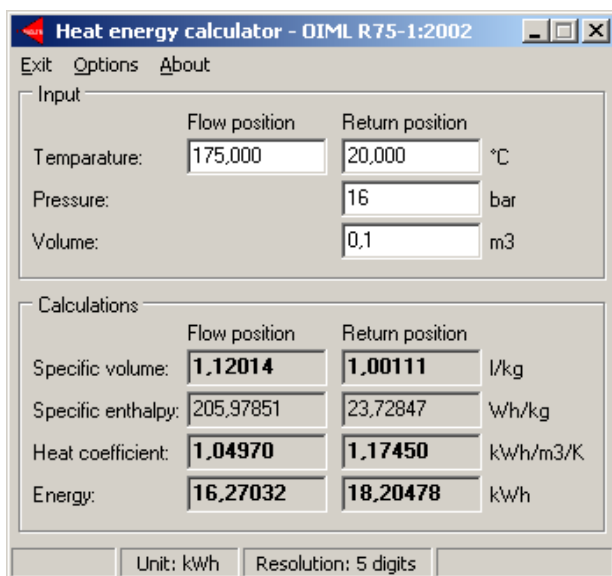 Heat energy calculator - OIML R75-1:2002
Exit Options About
Input
Flow position Return position
Temparature: 175,000 20,000 °C
Pressure: 16 bar
Volume: 0,1 m3
Calculations
Flow position Return position
Specific volume: 1,12014 1,00111 l/kg
Specific enthalpy: 205,97851 23,72847 Wh/kg
Heat coefficient: 1,04970 1,17450 kWh/m3/K
Energy: 16,27032 18,20478 kWh
Unit: kWh Resolution: 5 digits